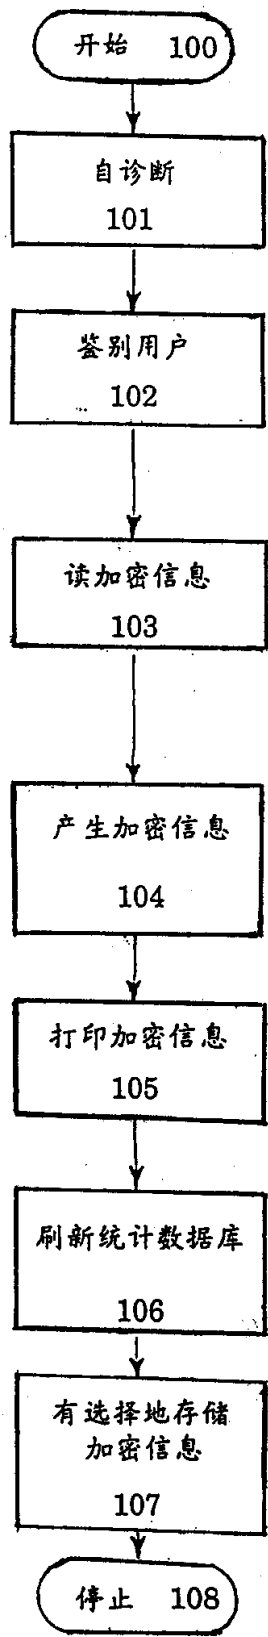 开始 100
自诊断
101
鉴别用户
102
读加密信息
103
产生加密信息
104
打印加密信息
105
刷新统计数据库
106
有选择地存储
加密信息
107
停止 108